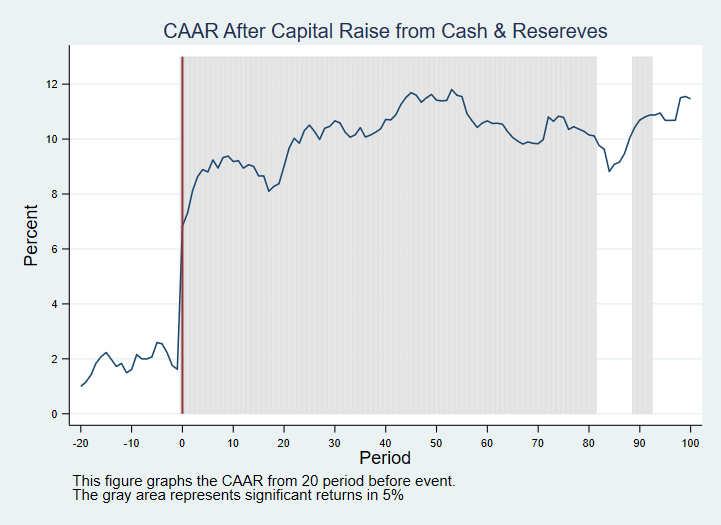 CAAR After Capital Raise from Cash & Resereves
Percent
12
10
8
6
4
2
0
-20 -10 0 10 20 30 40 50 60 70 80 90 100
Period
This figure graphs the CAAR from 20 period before event.
The gray area represents significant returns in 5%